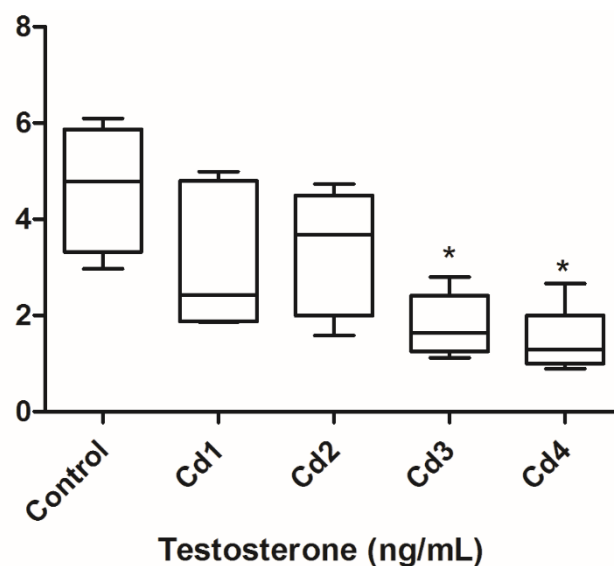 8
6
4
2
0
*
*
Control
Cd1
Cd2
Cd3
Cd4
Testosterone (ng/mL)